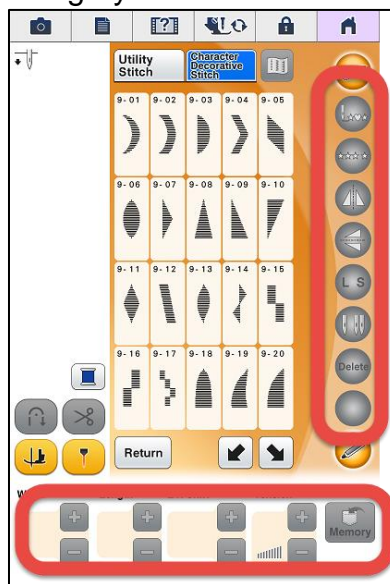 Utility
Stitch
Character
Decorative
Stitch
9-01 9-02 9-03 9-04 9-05
9-06 9-07 9-08 9-09 9-10
9-11 9-12 9-13 9-14 9-15
9-16 9-17 9-18 9-19 9-20
L S
Delete
Return
Memory